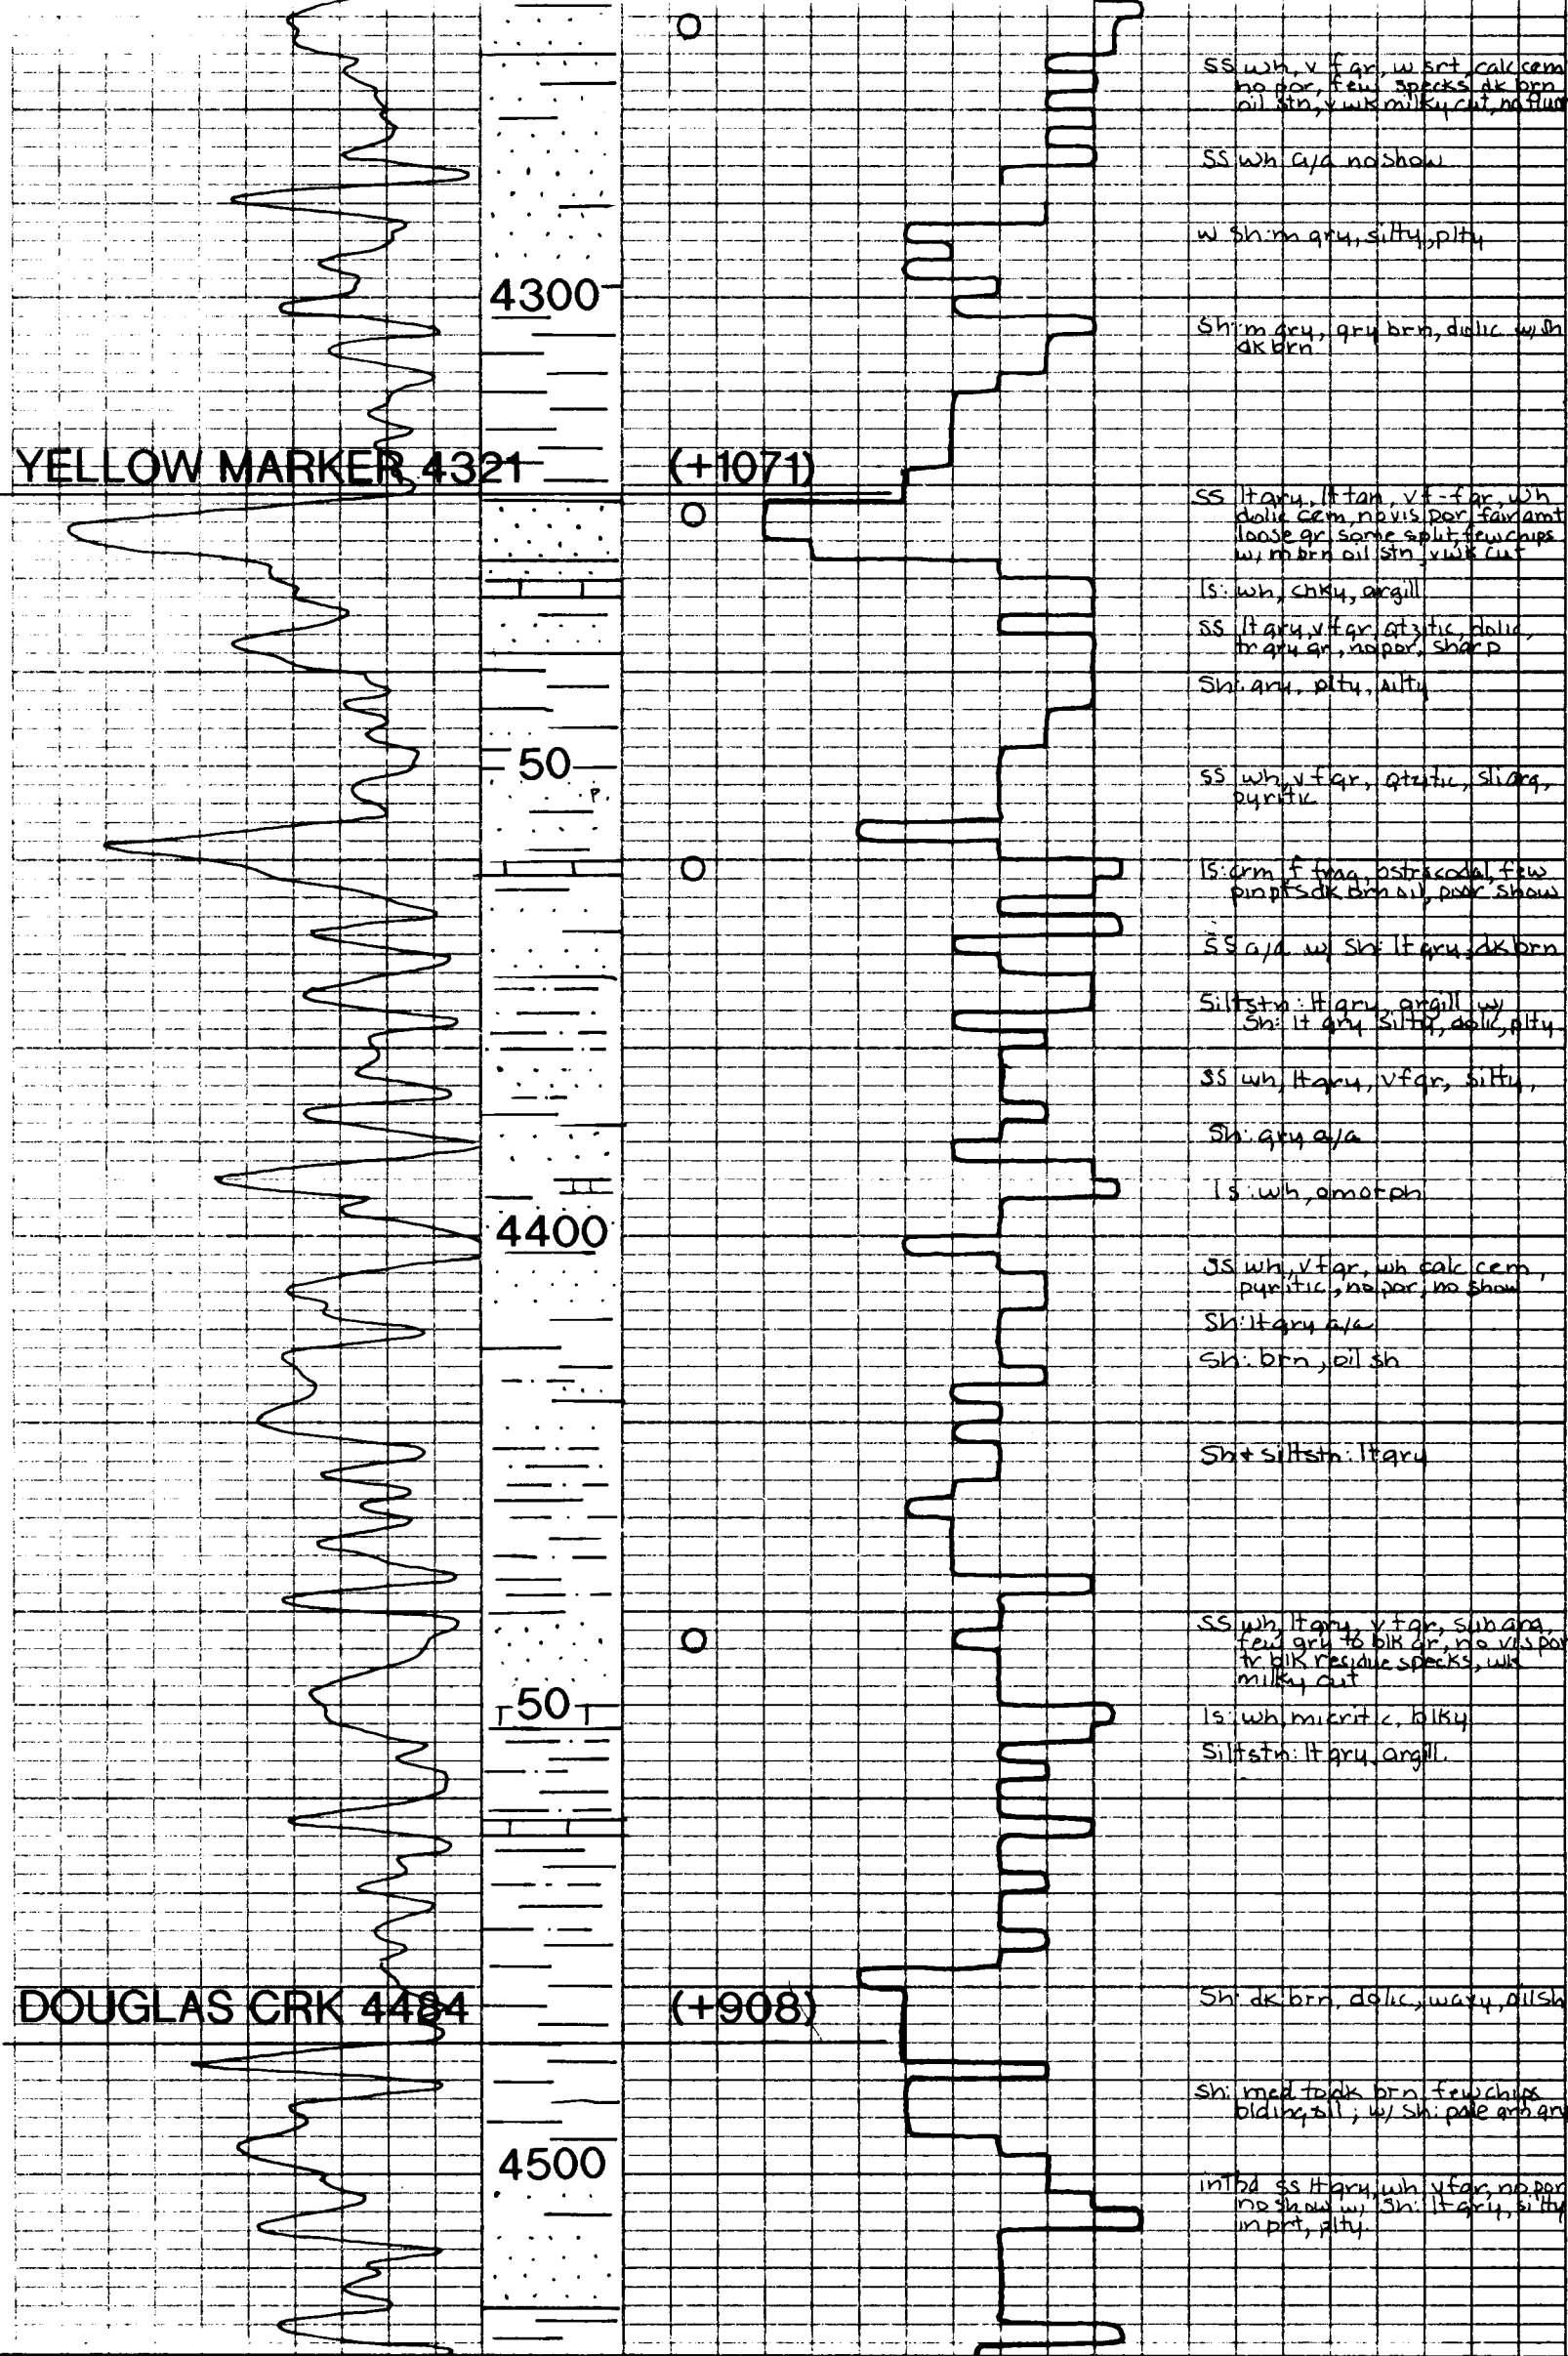 SS wh, v f gr, w srt, calc cem
no por, few specks dk brn
oil stn, v wk milky cut, no fluor
SS wh a/a no show
w Sh: m gry, silty, plty
4300
Sh: m gry, gry brn, dolic w/ sh
dk brn
YELLOW MARKER 4321 (+1071)
SS lt gry, lt tan, vf-f gr, wh
dolic cem, no vis por, fair amt
loose gr some split, few chips
w/ m brn oil stn, v wk cut
ls: wh, chky, argill
SS lt gry, v f gr, qtzitic, dolic,
tr gry gr, no por, sharp
Sh: gry, plty, silty
50
P.
SS wh, v f gr, qtzitic, sli arg,
pyritic
ls: crm f frag, ostracodal, few
pinpts dk brn oil, poor show
SS a/a w/ Sh: lt gry, dk brn
Siltstn: lt gry, argill w/
Sh: lt gry silty, dolic, plty
SS wh, lt gry, vf gr, silty,
Sh: gry a/a
ls: wh, amorph
4400
SS wh, v f gr, wh calc cem,
pyritic, no por, no show
Sh: lt gry a/a
Sh: brn, oil sh
Sh + siltstn: lt gry
SS wh, lt gry, v f gr, sub ang,
few gry to blk gr, no vis por
tr blk residue specks, wk
milky cut
50
ls: wh, micritic, blky
Siltstn: lt gry, argill.
DOUGLAS CRK 4484 (+908)
Sh: dk brn, dolic, waxy, oil sh
Sh: med to dk brn few chips
blding oil; w/ Sh: pale grn gry
4500
intbd SS lt gry, wh vf gr, no por
no show w/ Sh: lt gry, silty
in prt, plty.